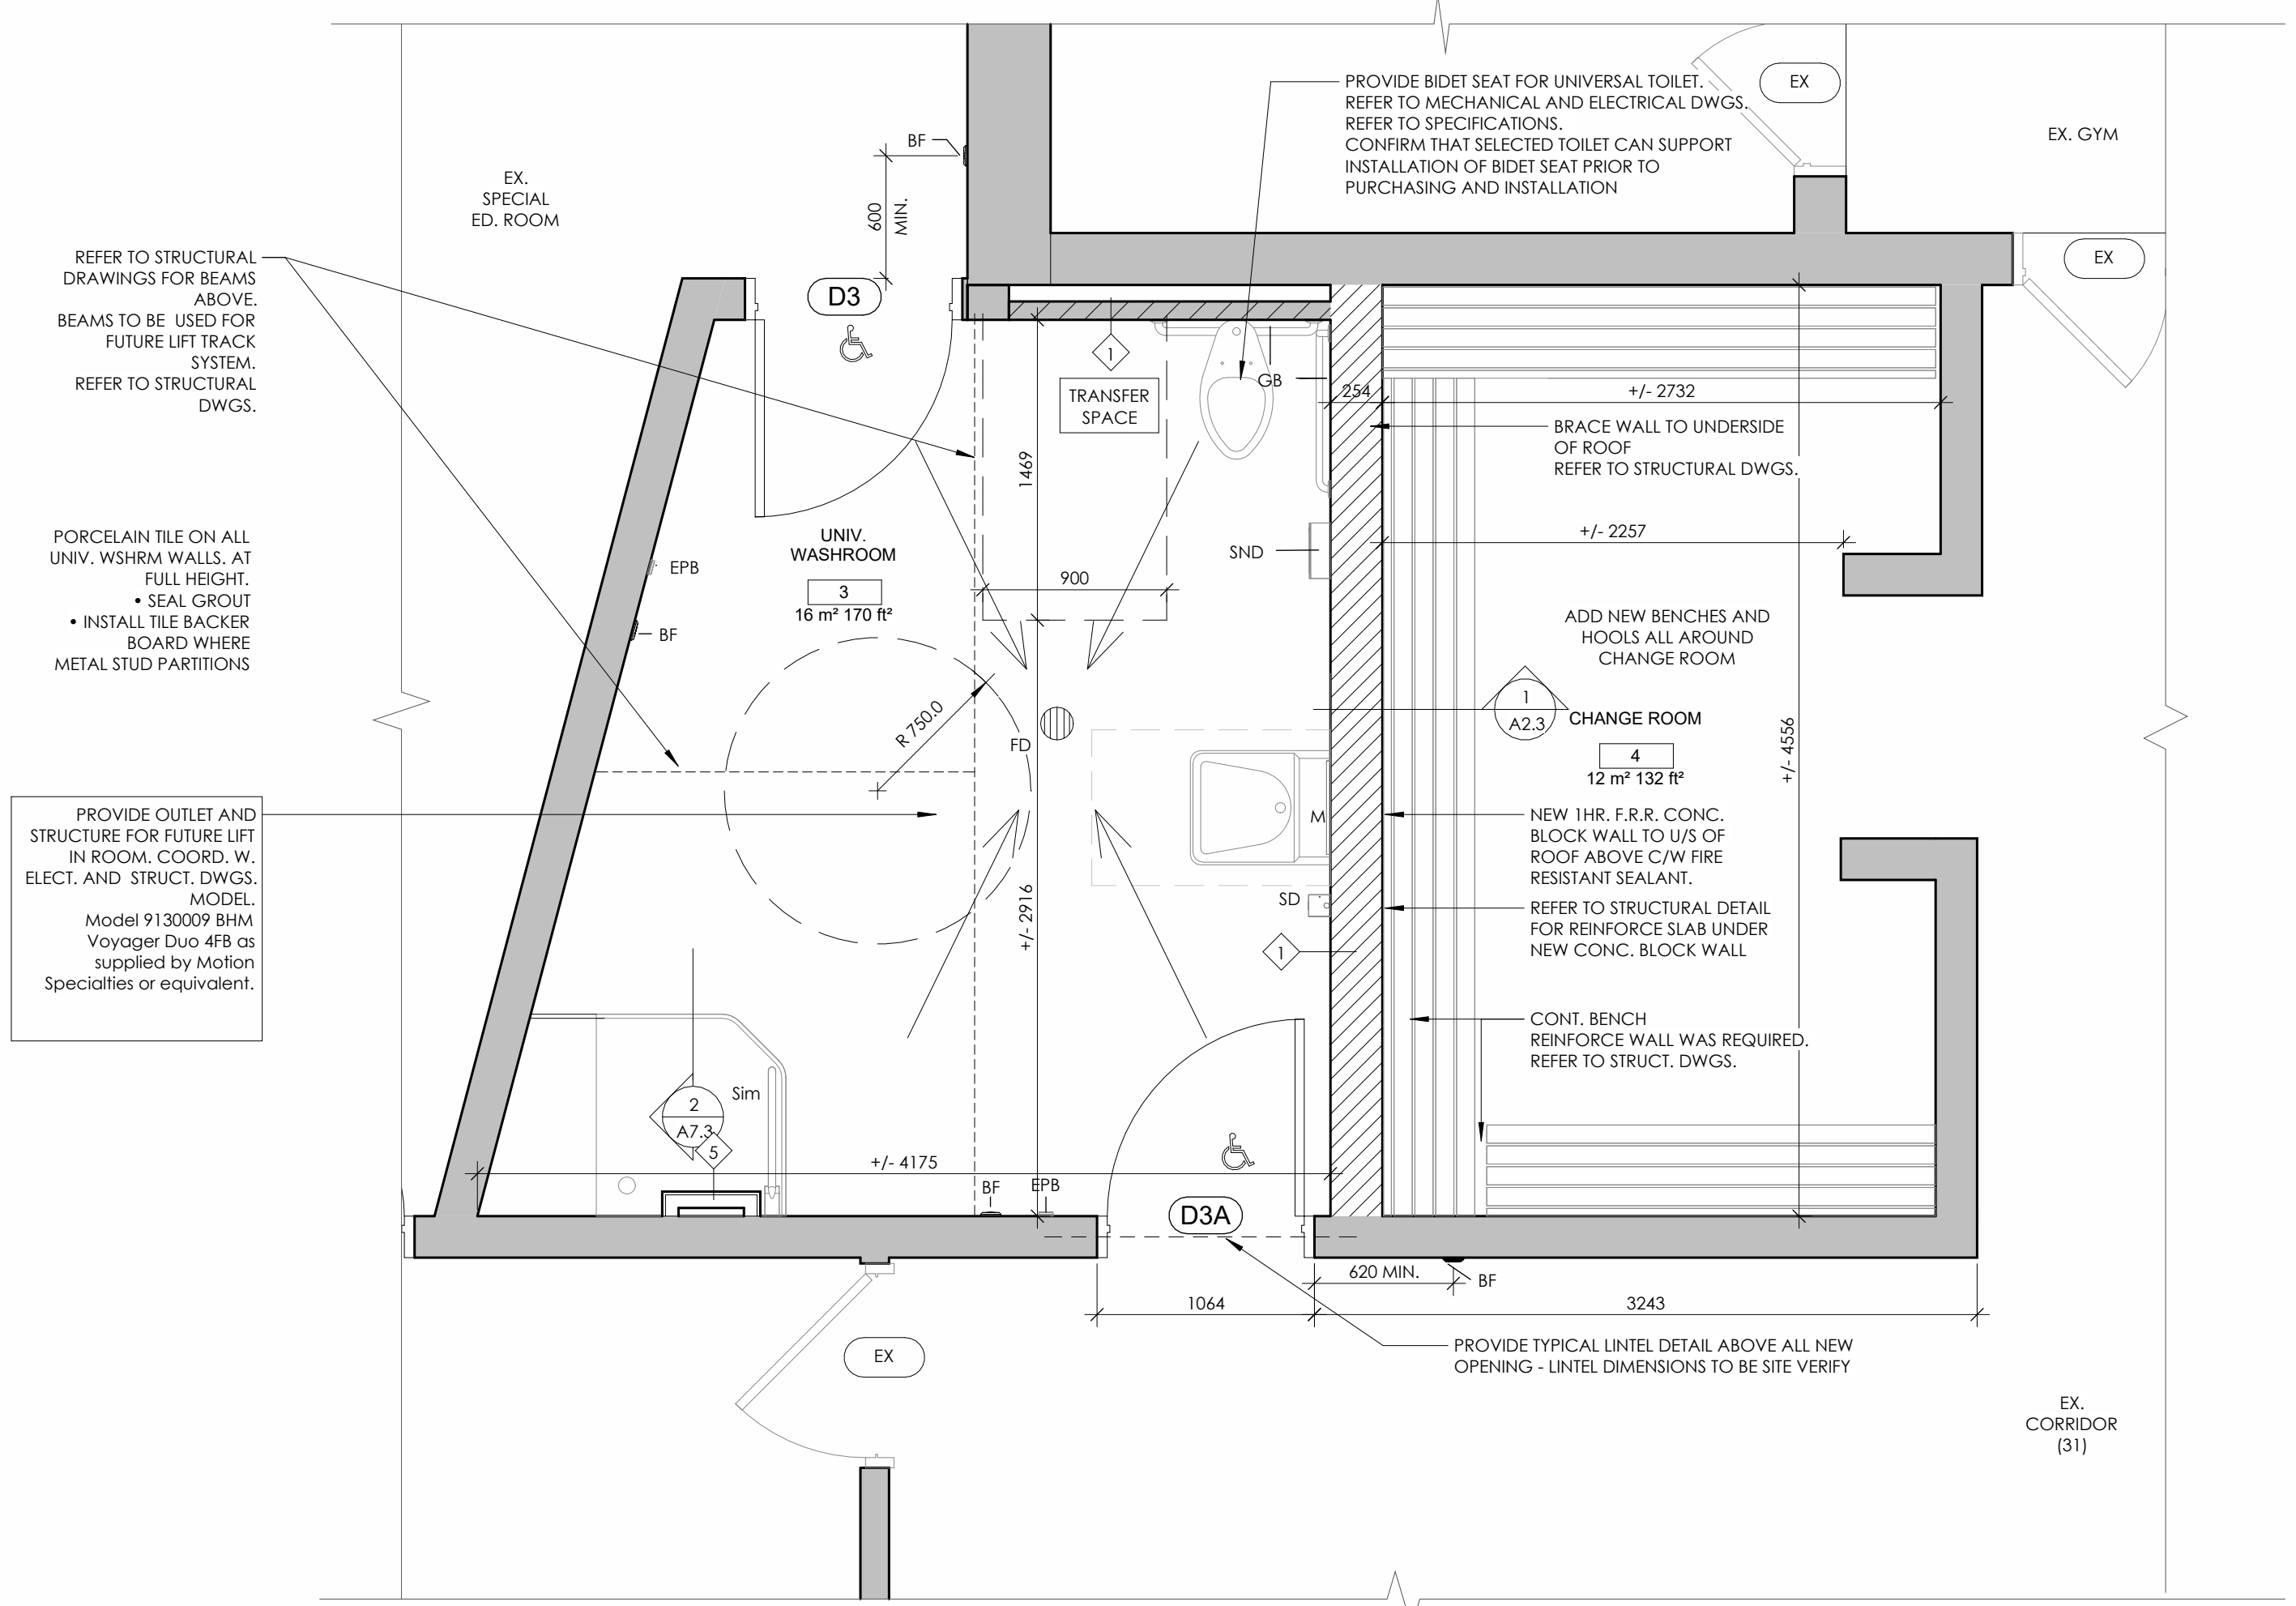 PROVIDE BIDET SEAT FOR UNIVERSAL TOILET.
REFER TO MECHANICAL AND ELECTRICAL DWGS.
REFER TO SPECIFICATIONS.
CONFIRM THAT SELECTED TOILET CAN SUPPORT
INSTALLATION OF BIDET SEAT PRIOR TO
PURCHASING AND INSTALLATION
EX
EX. GYM
EX
BF
600
MIN.
EX.
SPECIAL
ED. ROOM
REFER TO STRUCTURAL
DRAWINGS FOR BEAMS
ABOVE.
BEAMS TO BE USED FOR
FUTURE LIFT TRACK
SYSTEM.
REFER TO STRUCTURAL
DWGS.
D3
1
TRANSFER
SPACE
GB
254
+/- 2732
BRACE WALL TO UNDERSIDE
OF ROOF
REFER TO STRUCTURAL DWGS.
1469
PORCELAIN TILE ON ALL
UNIV. WSHRM WALLS. AT
FULL HEIGHT.
• SEAL GROUT
• INSTALL TILE BACKER
BOARD WHERE
METAL STUD PARTITIONS
EPB
BF
UNIV.
WASHROOM
3
16 m² 170 ft²
900
SND
+/- 2257
ADD NEW BENCHES AND
HOOLS ALL AROUND
CHANGE ROOM
1
A2.3
CHANGE ROOM
4
12 m² 132 ft²
+/- 4556
R 750.0
FD
M
PROVIDE OUTLET AND
STRUCTURE FOR FUTURE LIFT
IN ROOM. COORD. W.
ELECT. AND STRUCT. DWGS.
MODEL.
Model 9130009 BHM
Voyager Duo 4FB as
supplied by Motion
Specialties or equivalent.
NEW 1HR. F.R.R. CONC.
BLOCK WALL TO U/S OF
ROOF ABOVE C/W FIRE
RESISTANT SEALANT.
REFER TO STRUCTURAL DETAIL
FOR REINFORCE SLAB UNDER
NEW CONC. BLOCK WALL
+/- 2916
SD
1
CONT. BENCH
REINFORCE WALL WAS REQUIRED.
REFER TO STRUCT. DWGS.
2
A7.3
Sim
5
+/- 4175
BF
EPB
D3A
620 MIN.
BF
1064
3243
EX
PROVIDE TYPICAL LINTEL DETAIL ABOVE ALL NEW
OPENING - LINTEL DIMENSIONS TO BE SITE VERIFY
EX.
CORRIDOR
(31)